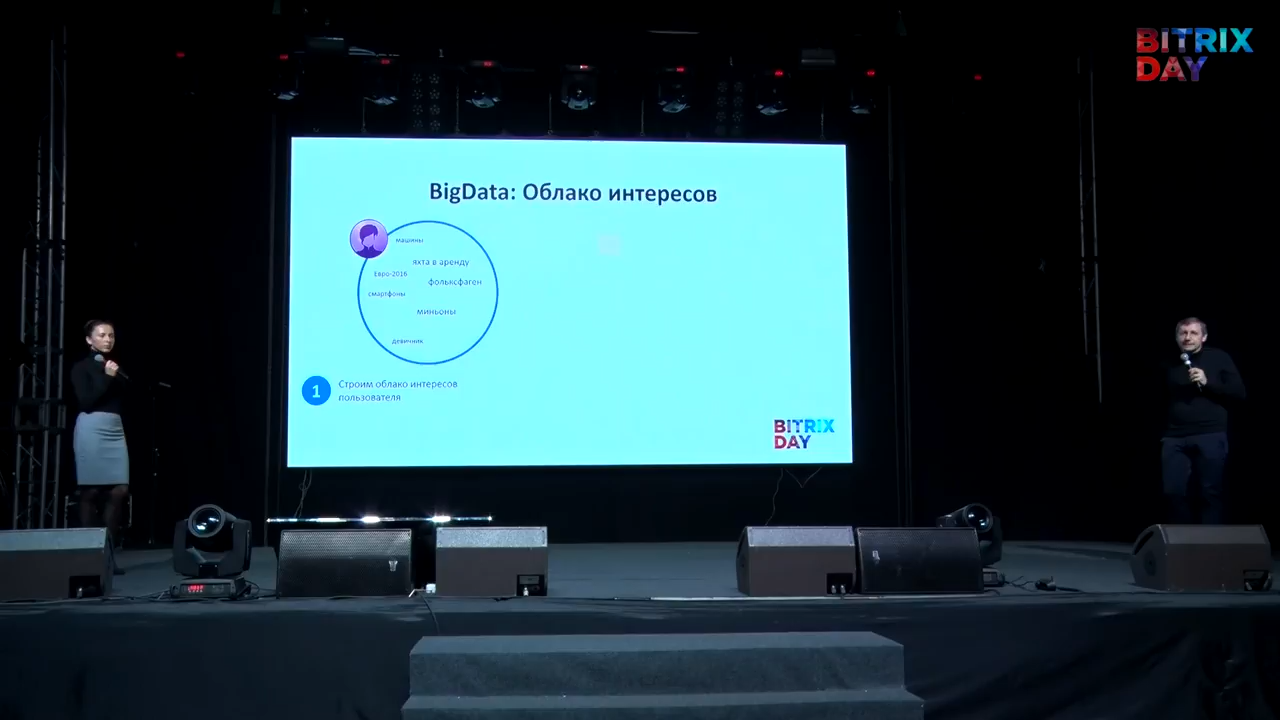 BITRIX
DAY
BigData: Облако интересов
машины
яхта в аренду
Евро-2016
фольксфаген
смартфоны
миньоны
девичник
1
Строим облако интересов
пользователя
BITRIX
DAY